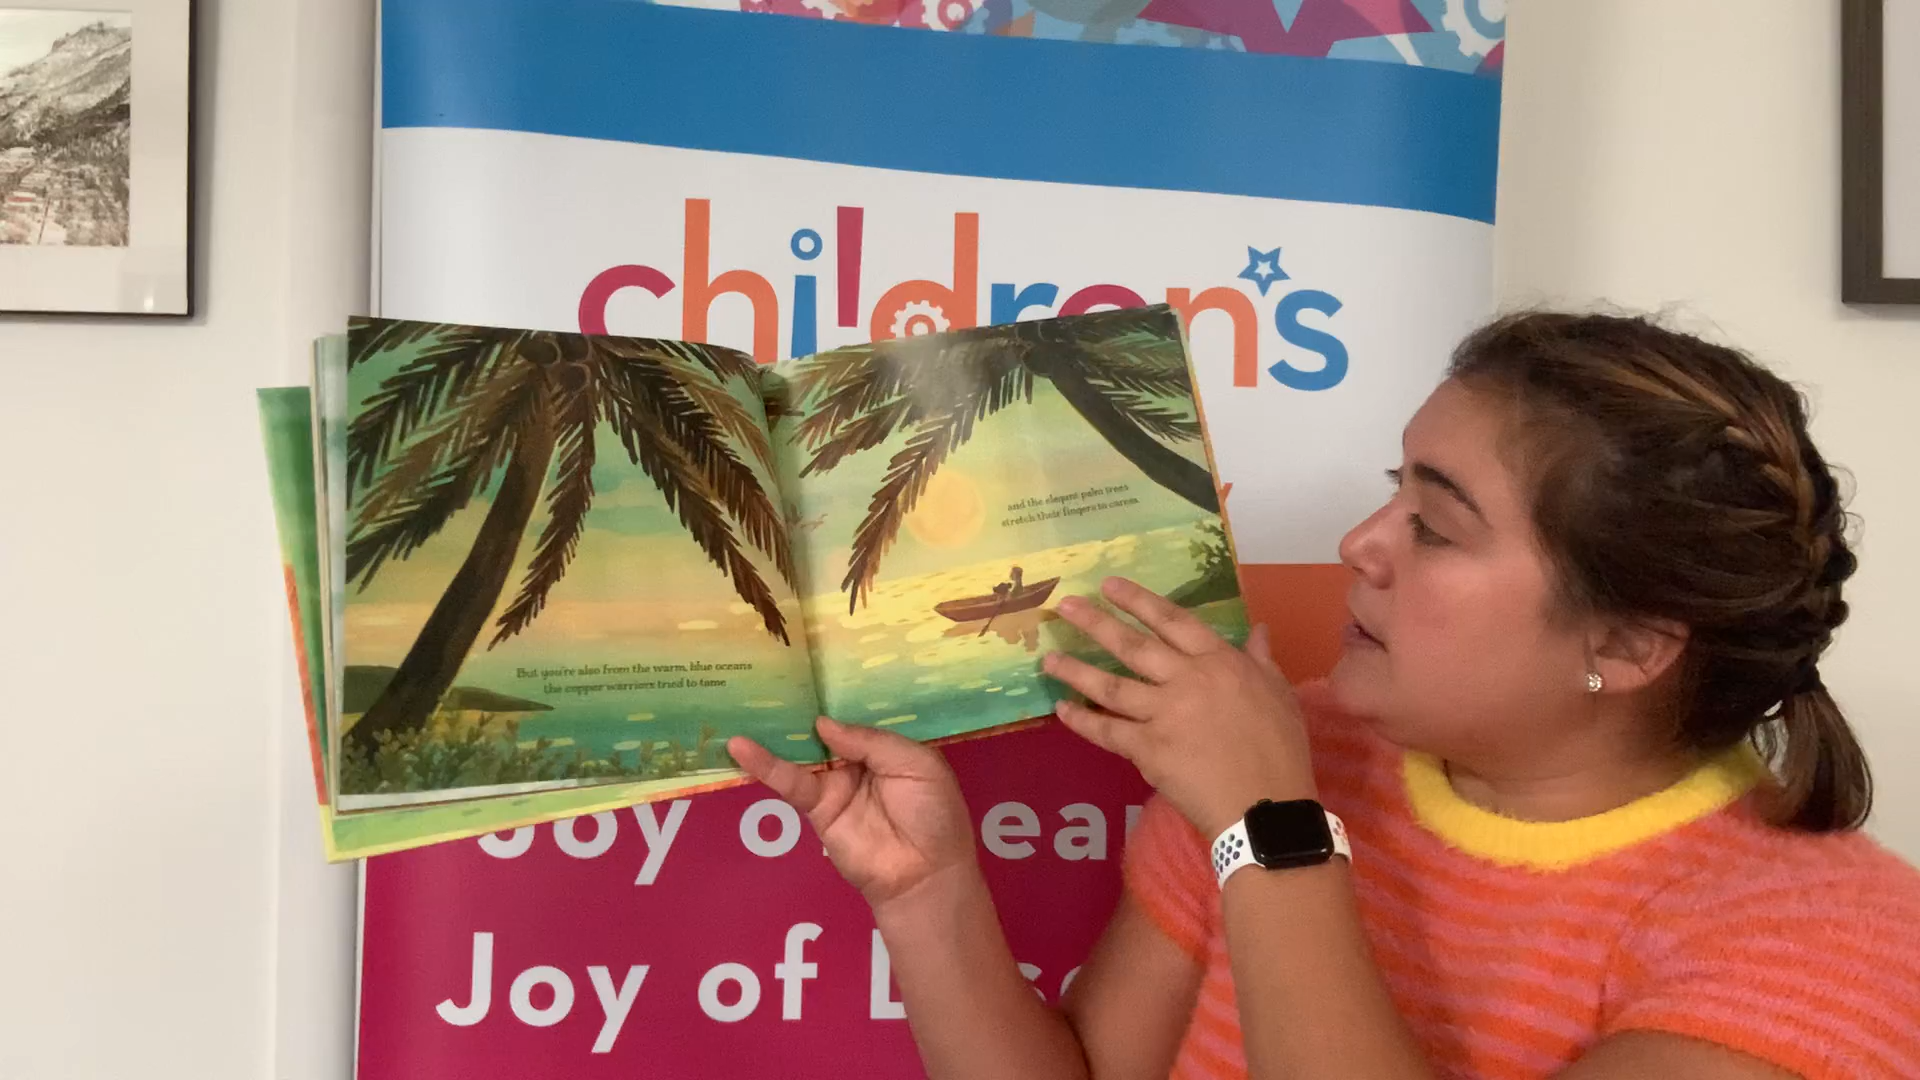 children's
But you're also from the warm, blue oceans
the copper warriors tried to tame
and the elegant palm trees
stretch their fingers to canoes.
Joy of
Joy of